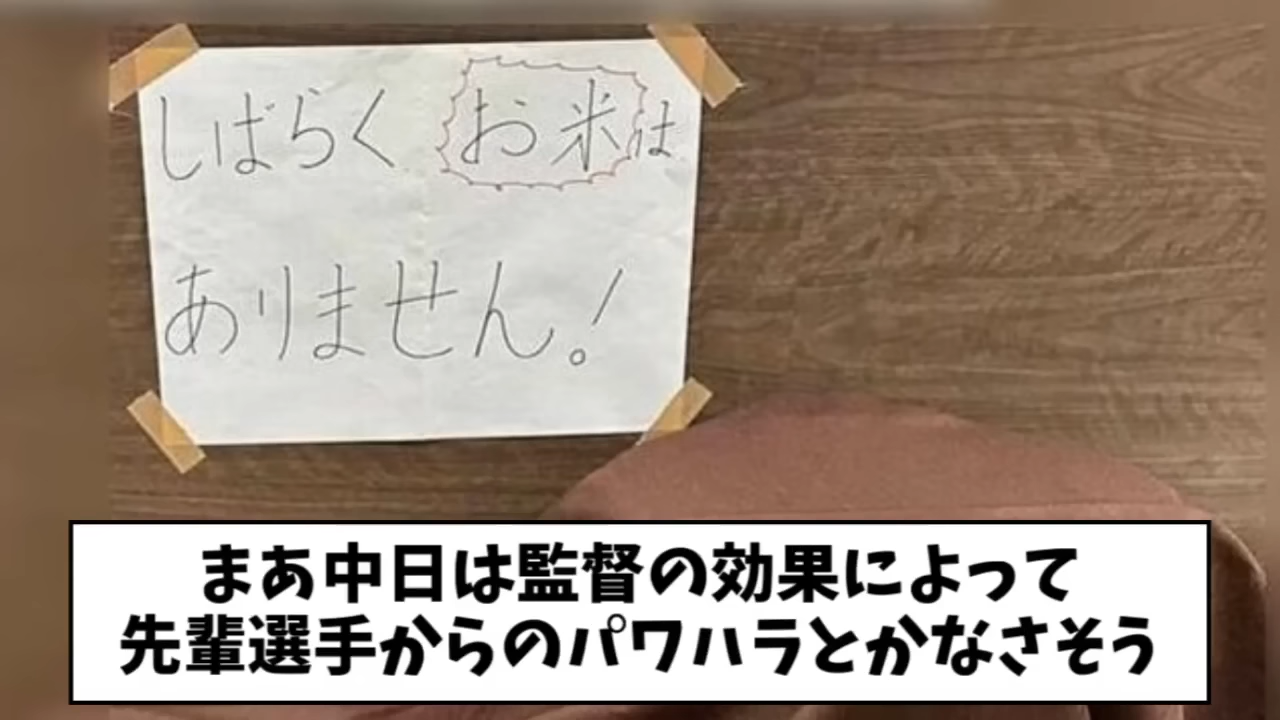 しばらくお米は
ありません!
まあ中日は監督の効果によって
先輩選手からのパワハラとかなさそう